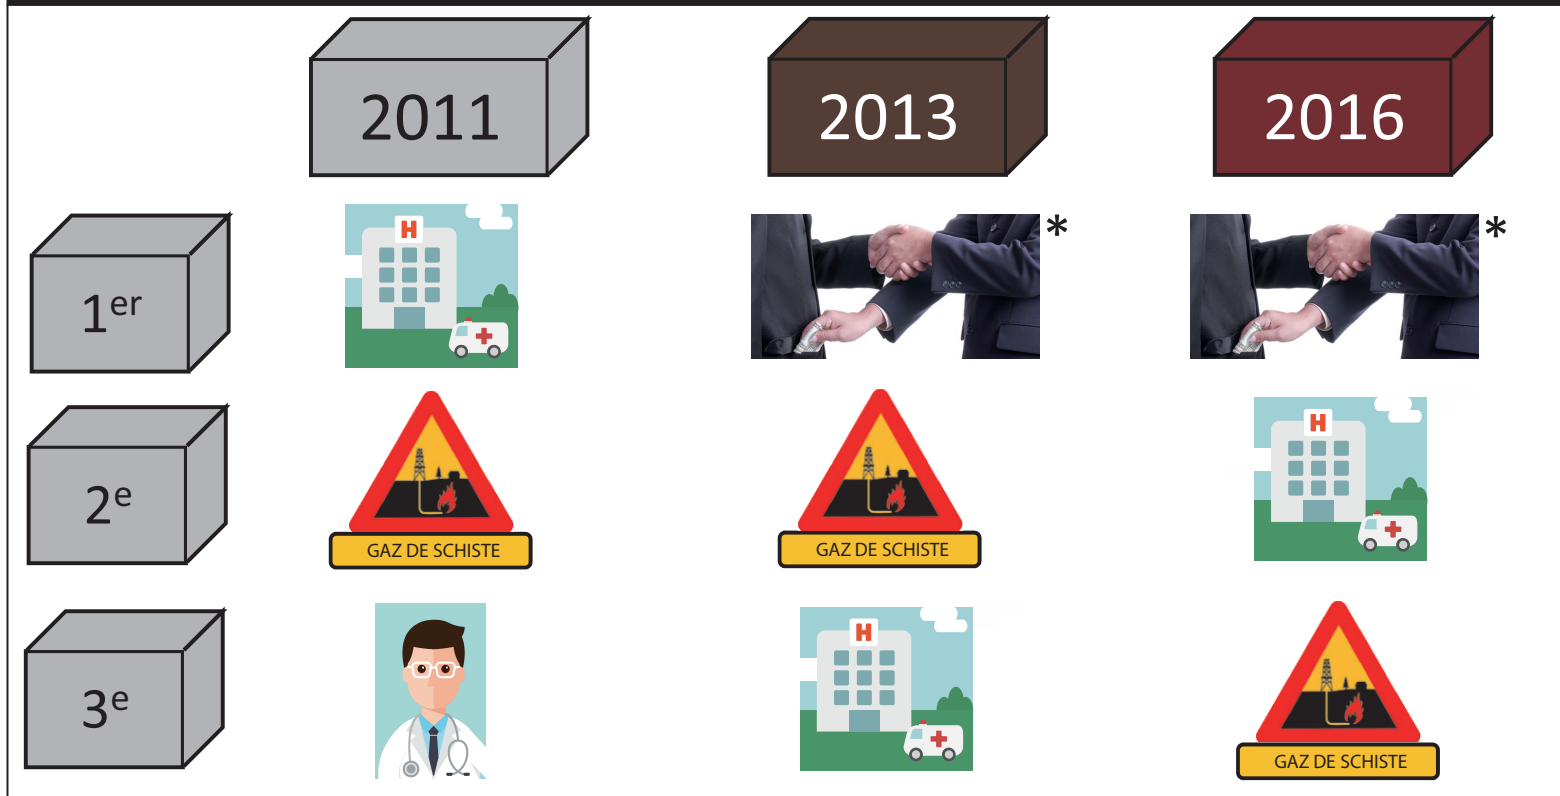 2011
2013
2016
1er
H
*
*
2e
GAZ DE SCHISTE
GAZ DE SCHISTE
H
3e
H
GAZ DE SCHISTE